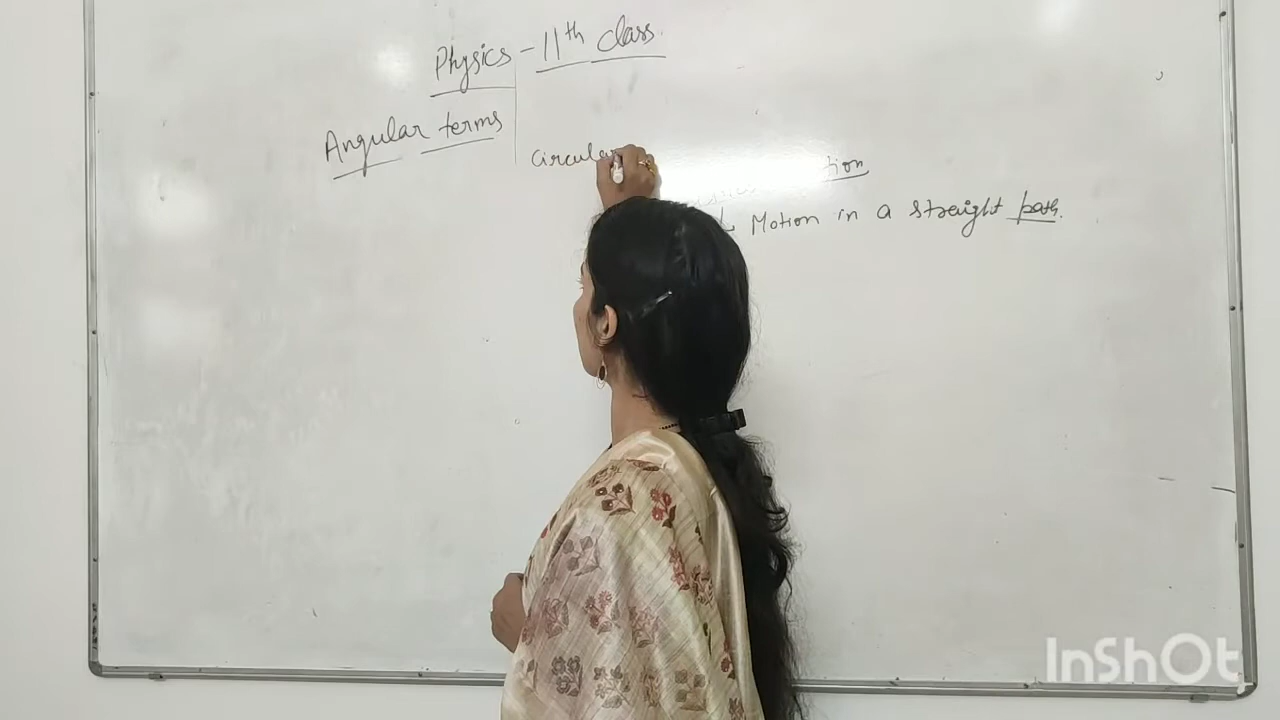 Physics - 11th class
Angular terms
Circular
Motion in a straight path.
InShOt